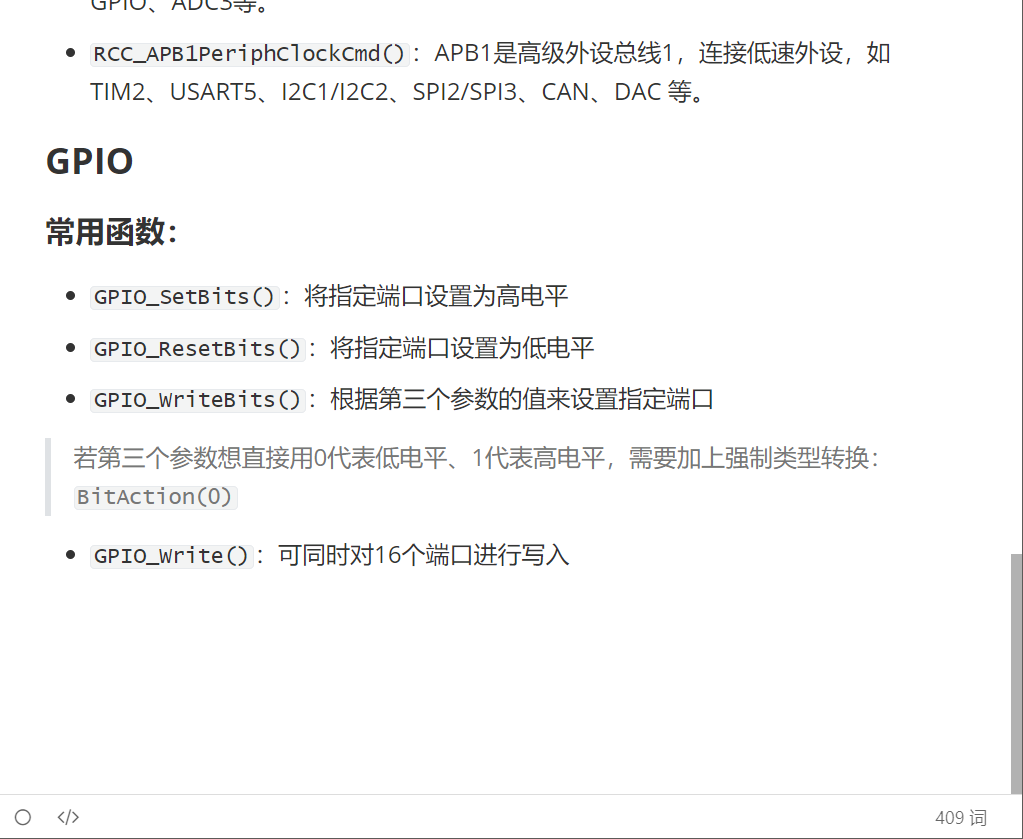 GPIO、ADC3等。
RCC_APB1PeriphClockCmd()：APB1是高级外设总线1，连接低速外设，如
TIM2、USART5、I2C1/I2C2、SPI2/SPI3、CAN、DAC 等。
GPIO
常用函数：
GPIO_SetBits()：将指定端口设置为高电平
GPIO_ResetBits()：将指定端口设置为低电平
GPIO_WriteBits()：根据第三个参数的值来设置指定端口
若第三个参数想直接用0代表低电平、1代表高电平，需要加上强制类型转换：
BitAction(0)
GPIO_Write()：可同时对16个端口进行写入
</> 409 词